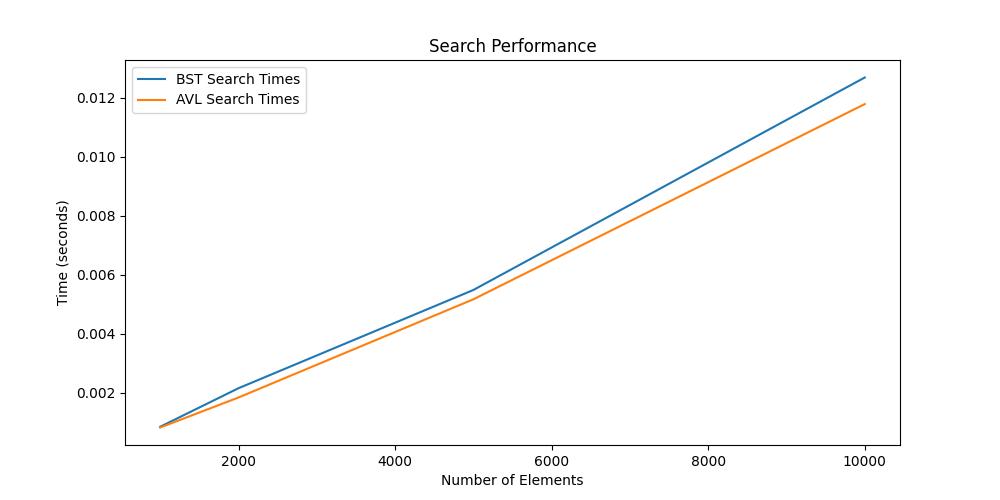 Search Performance
BST Search Times
AVL Search Times
0.012
0.010
0.008
0.006
0.004
0.002
Time (seconds)
2000 4000 6000 8000 10000
Number of Elements